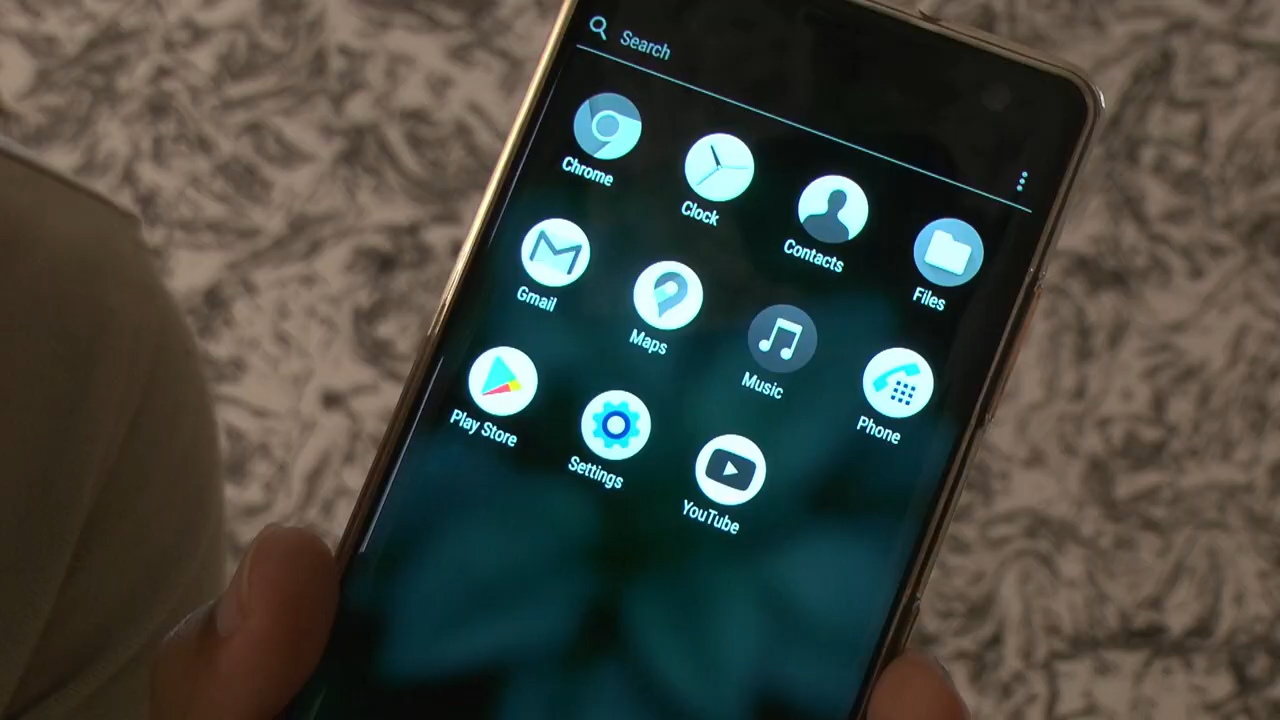 Search
Chrome
Clock
Contacts
Files
Gmail
Maps
Music
Phone
Play Store
Settings
YouTube